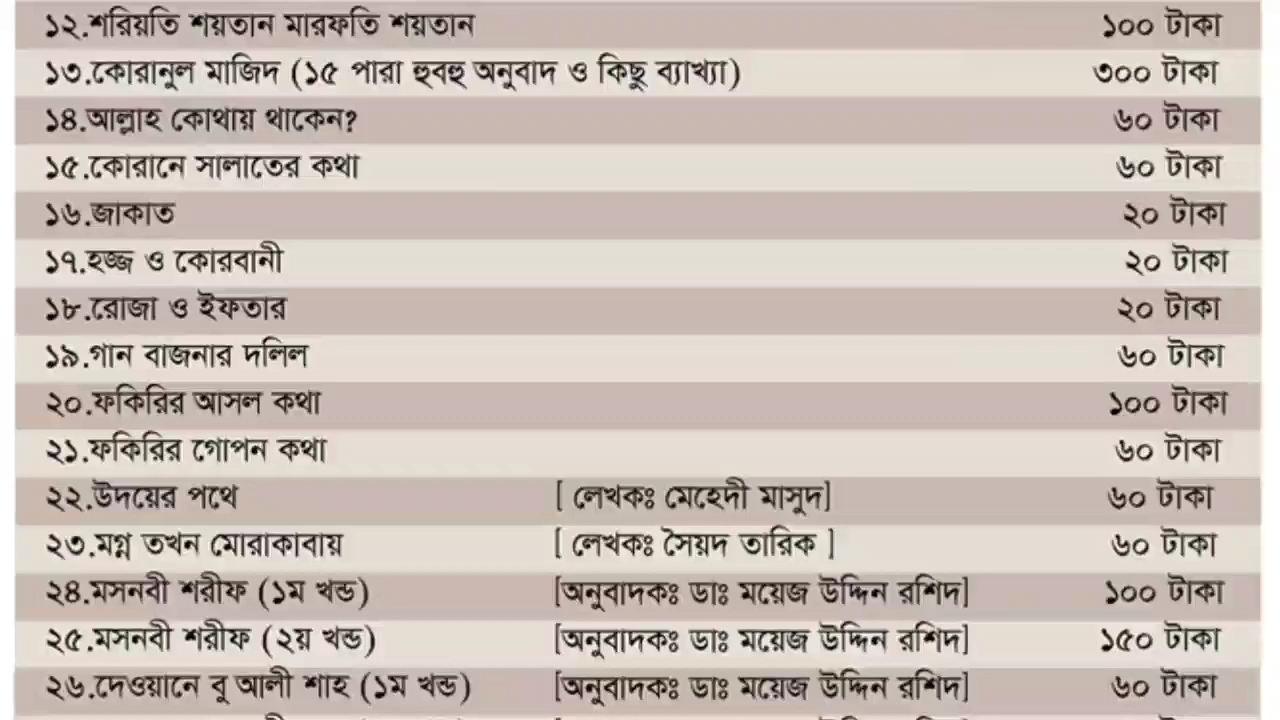 ১২.শরিয়তি শয়তান মারফতি শয়তান ১০০ টাকা
১৩.কোরানুল মাজিদ (১৫ পারা হুবহু অনুবাদ ও কিছু ব্যাখ্যা) ৩০০ টাকা
১৪.আল্লাহ কোথায় থাকেন? ৬০ টাকা
১৫.কোরানে সালাতের কথা ৬০ টাকা
১৬.জাকাত ২০ টাকা
১৭.হজ্জ ও কোরবানী ২০ টাকা
১৮.রোজা ও ইফতার ২০ টাকা
১৯.গান বাজনার দলিল ৬০ টাকা
২০.ফকিরির আসল কথা ১০০ টাকা
২১.ফকিরির গোপন কথা ৬০ টাকা
২২.উদয়ের পথে [ লেখকঃ মেহেদী মাসুদ] ৬০ টাকা
২৩.মগ্ন তখন মোরাকাবায় [ লেখকঃ সৈয়দ তারিক ] ৬০ টাকা
২৪.মসনবী শরীফ (১ম খন্ড) [অনুবাদকঃ ডাঃ ময়েজ উদ্দিন রশিদ] ১০০ টাকা
২৫.মসনবী শরীফ (২য় খন্ড) [অনুবাদকঃ ডাঃ ময়েজ উদ্দিন রশিদ] ১৫০ টাকা
২৬.দেওয়ানে বু আলী শাহ (১ম খন্ড) [অনুবাদকঃ ডাঃ ময়েজ উদ্দিন রশিদ] ৬০ টাকা